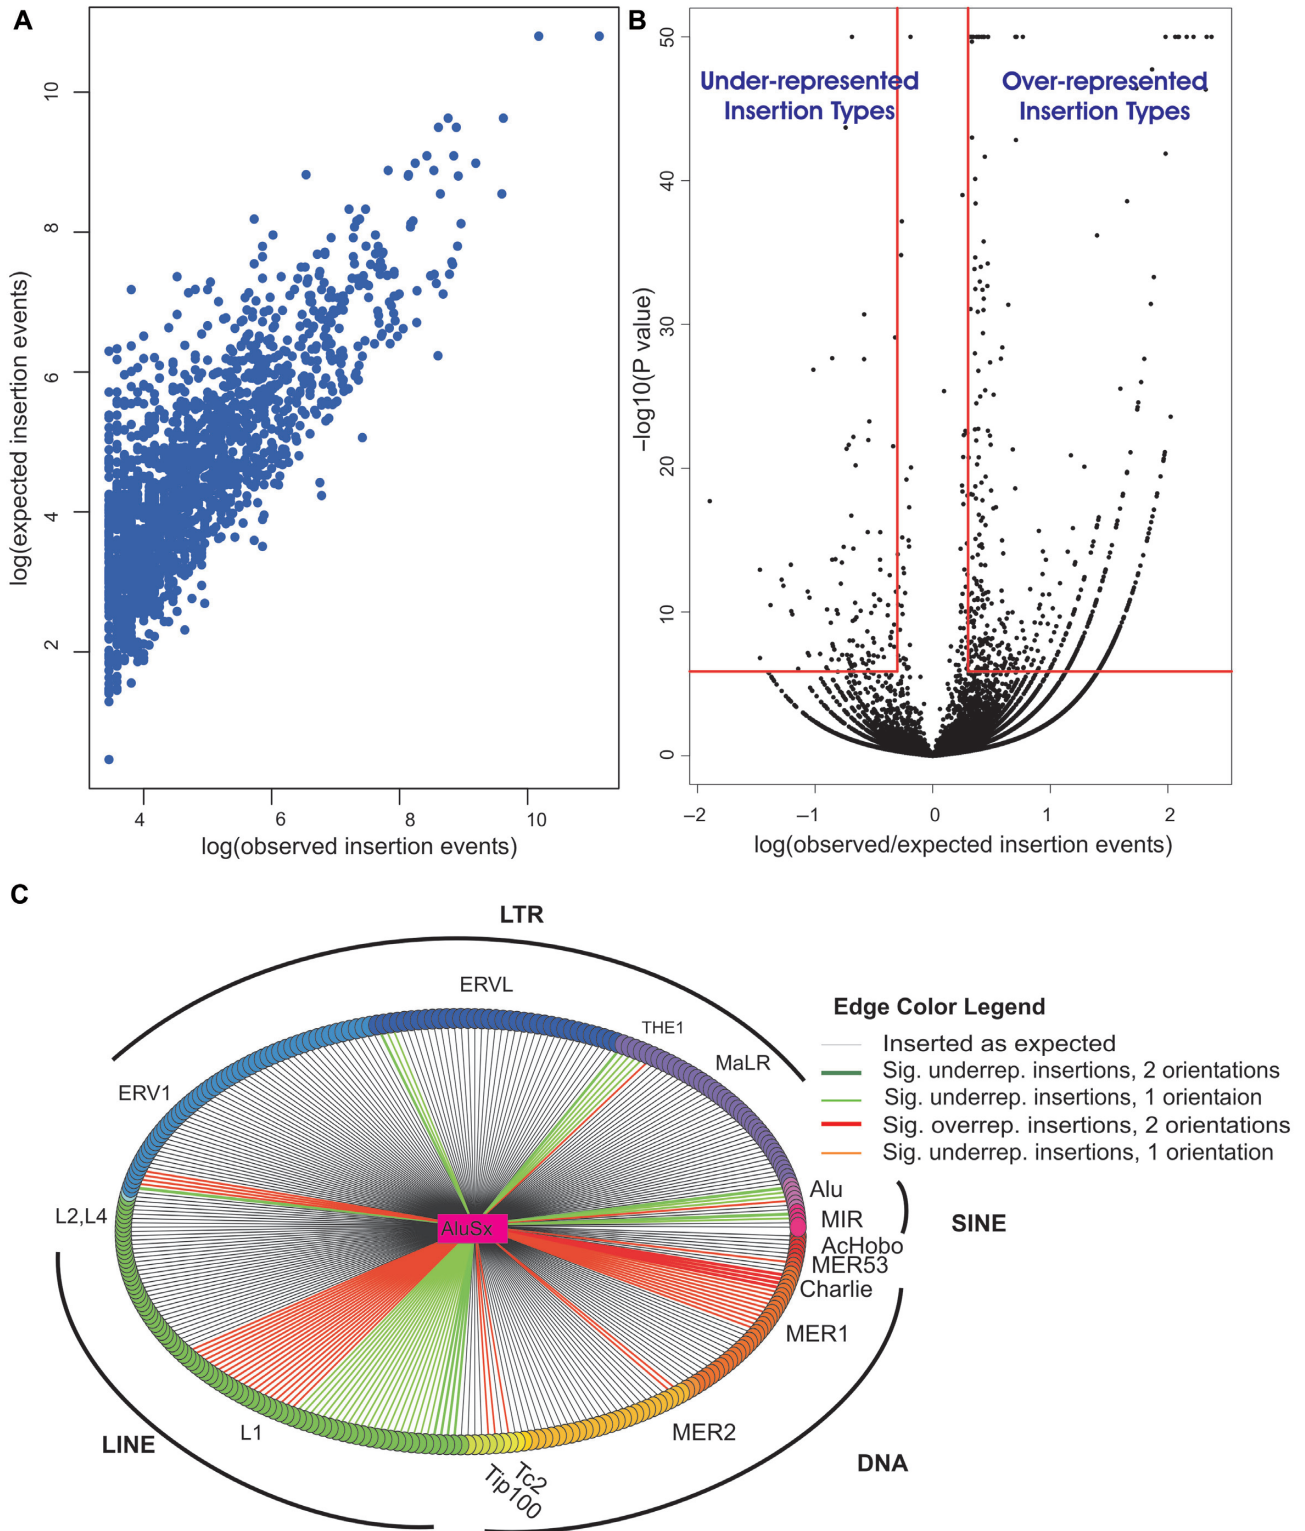 A
10
8
6
4
2
log(expected insertion events)
4
6
8
10
log(observed insertion events)
B
50
40
30
20
10
0
−log10(P value)
Under-represented
Insertion Types
Over-represented
Insertion Types
−2
−1
0
1
2
log(observed/expected insertion events)
C
LTR
ERVL
THE1
MaLR
ERV1
L2,L4
AluSx
Alu
MIR
SINE
AcHobo
MER53
Charlie
MER1
MER2
DNA
Tc2
Tip100
L1
LINE
Edge Color Legend
Inserted as expected
Sig. underrep. insertions, 2 orientations
Sig. underrep. insertions, 1 orientaion
Sig. overrep. insertions, 2 orientations
Sig. underrep. insertions, 1 orientation